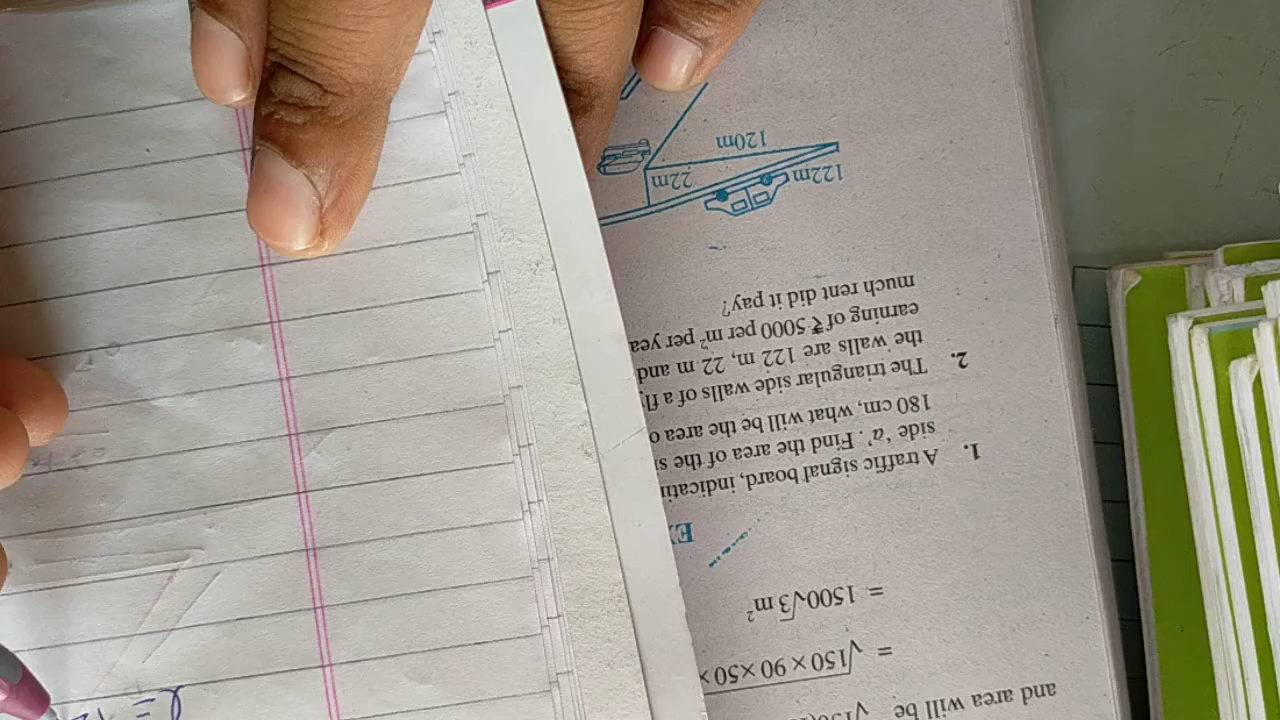 and area will be
= √150 × 90 × 50 ×
= 1500√3 m²
1. A traffic signal board, indicati
side 'a'. Find the area of the si
180 cm, what will be the area o
2. The triangular side walls of a fl
the walls are 122 m, 22 m and
earning of ₹ 5000 per m² per yea
much rent did it pay?
122m
22m
120m